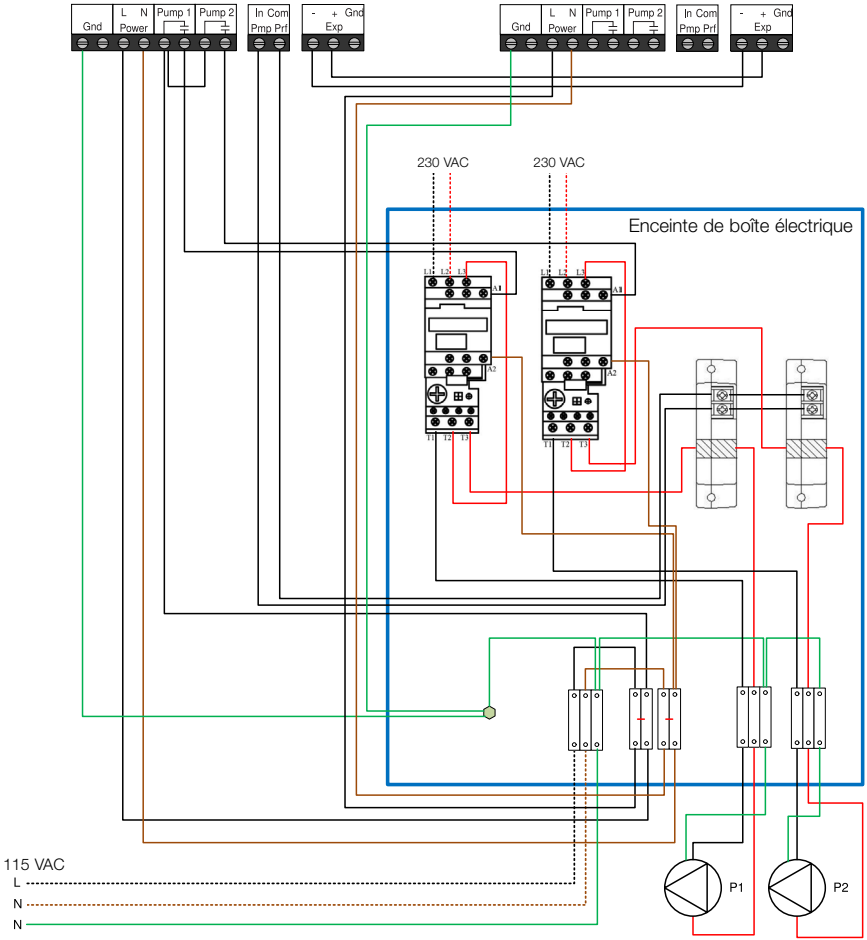 L N Pump 1 Pump 2
Gnd Power
In Com
Pmp Prf
- + Gnd
Exp
L N Pump 1 Pump 2
Gnd Power
In Com
Pmp Prf
- + Gnd
Exp
230 VAC 230 VAC
Enceinte de boîte électrique
L1 L2 L3
A1
L1 L2 L3
A1
A2
A2
T1 T2 T3
T1 T2 T3
115 VAC
L
N
N
P1 P2